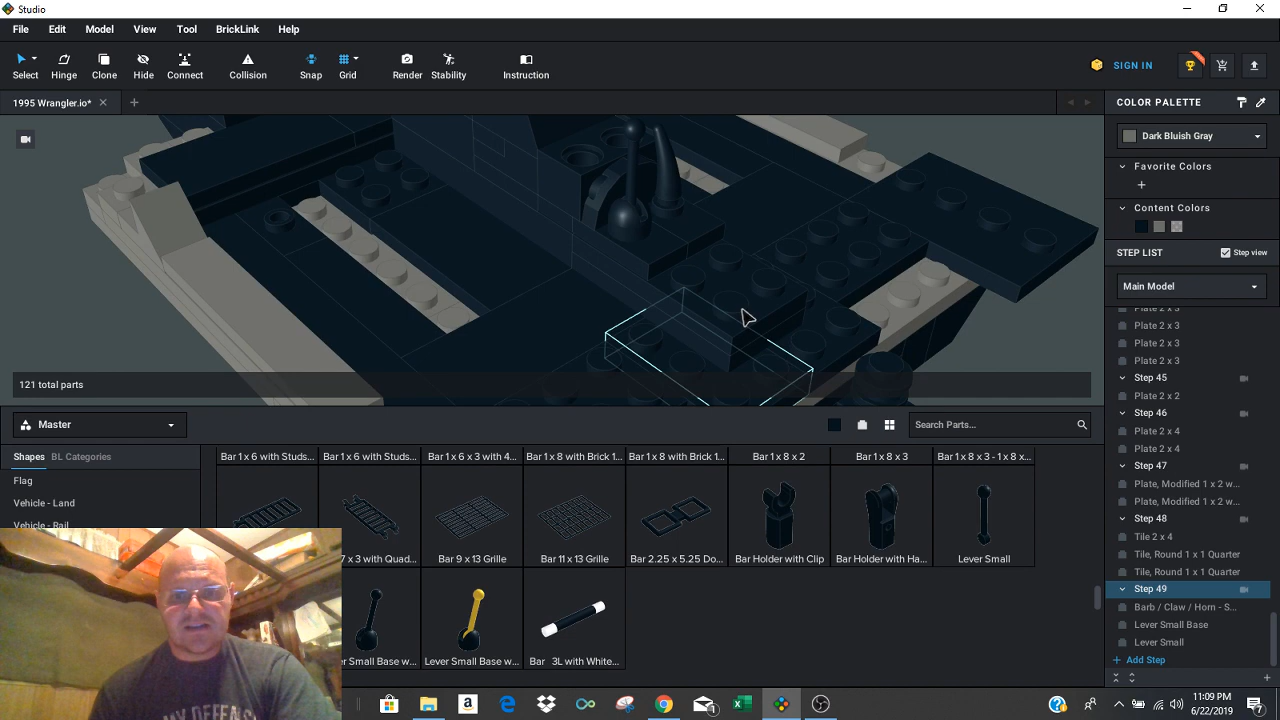 Studio
File Edit Model View Tool BrickLink Help
Select Hinge Clone Hide Connect Collision Snap Grid Render Stability Instruction
SIGN IN
1995 Wrangler.io*
COLOR PALETTE
Dark Bluish Gray
Favorite Colors
Content Colors
STEP LIST
Step view
Main Model
Plate 2 x 3
Plate 2 x 3
Plate 2 x 3
Plate 2 x 3
Step 45
Plate 2 x 2
Step 46
Plate 2 x 4
Plate 2 x 4
Step 47
Plate, Modified 1 x 2 w...
Plate, Modified 1 x 2 w...
Step 48
Tile 2 x 4
Tile, Round 1 x 1 Quarter
Tile, Round 1 x 1 Quarter
Step 49
Barb / Claw / Horn - S...
Lever Small Base
Lever Small
Add Step
121 total parts
Master
Search Parts...
Shapes BL Categories
Flag
Vehicle - Land
Vehicle - Rail
Bar 1 x 6 with Studs... Bar 1 x 6 with Studs... Bar 1 x 6 x 3 with 4... Bar 1 x 8 with Brick 1... Bar 1 x 8 with Brick 1... Bar 1 x 8 x 2 Bar 1 x 8 x 3 Bar 1 x 8 x 3 - 1 x 8 x...
x 3 with Quad... Bar 9 x 13 Grille Bar 11 x 13 Grille Bar 2.25 x 5.25 Do... Bar Holder with Clip Bar Holder with Ha... Lever Small
Small Base w... Lever Small Base w... Bar 3L with White...
MY DEFENS
11:09 PM
6/22/2019